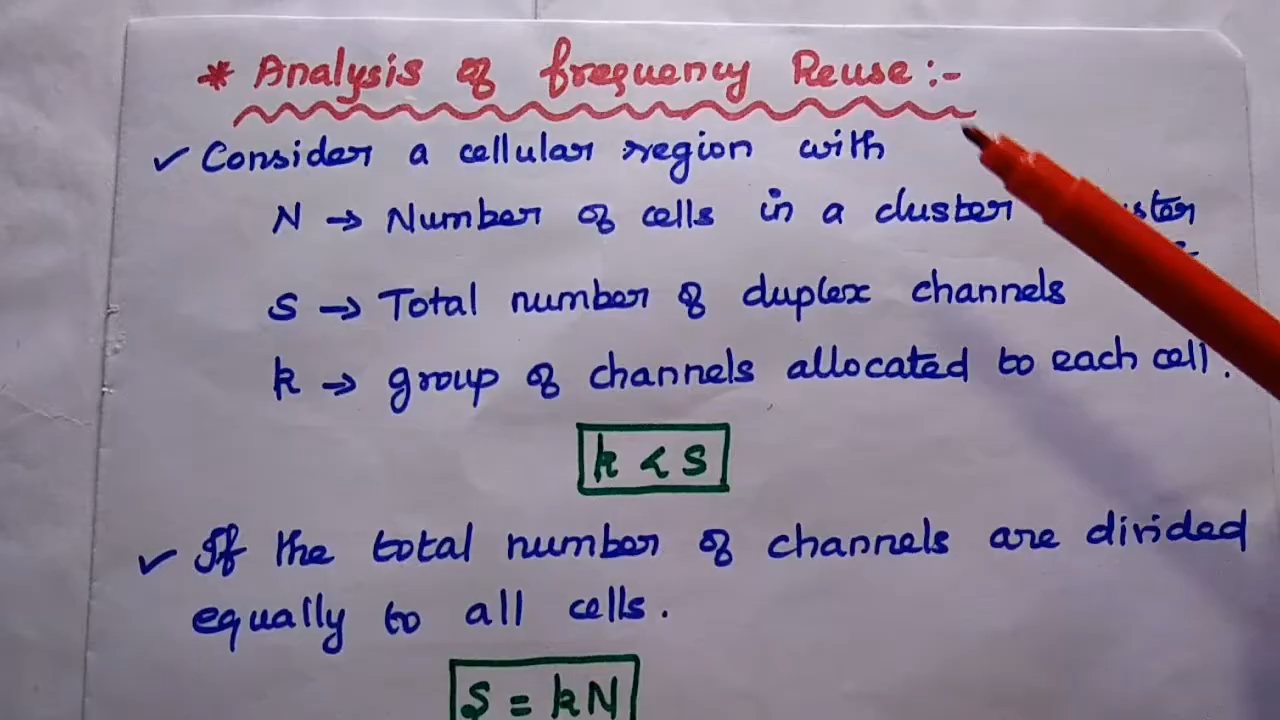 * Analysis of frequency Reuse:-
✓ Consider a cellular region with
N → Number of cells in a cluster
S → Total number of duplex channels
k → group of channels allocated to each cell.
k < S
✓ If the total number of channels are divided
equally to all cells.
S = kN